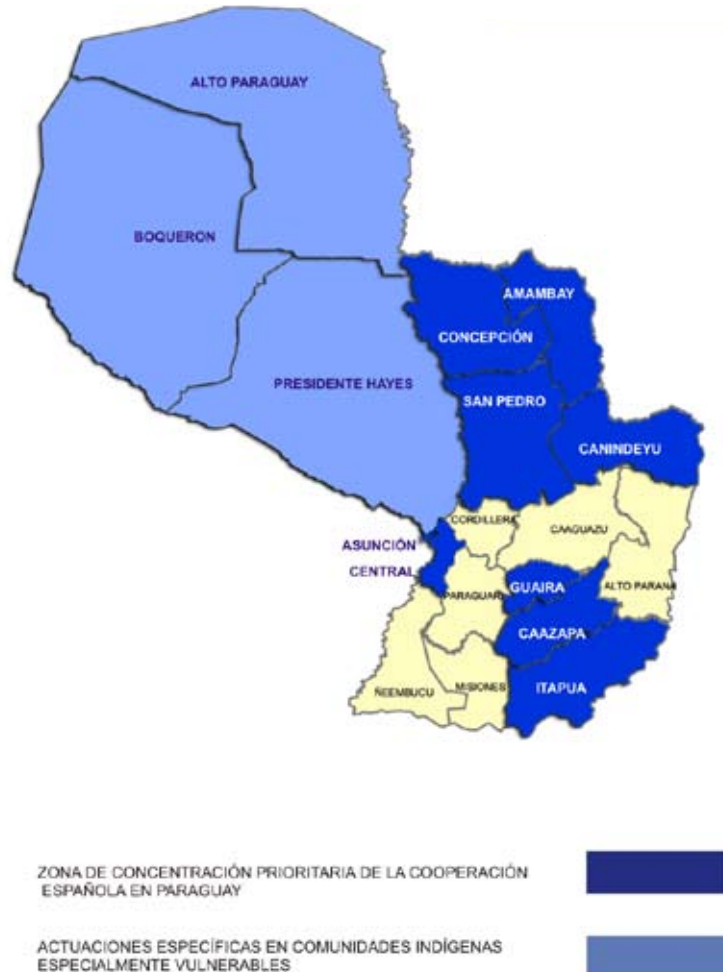 ALTO PARAGUAY
BOQUERON
AMAMBAY
CONCEPCIÓN
PRESIDENTE HAYES
SAN PEDRO
CANINDEYU
CORDILLERA
CAAGUAZU
ASUNCIÓN
CENTRAL
GUAIRA
ALTO PARANA
PARAGUARI
CAAZAPA
ITAPUA
MISIONES
ÑEEMBUCU
ZONA DE CONCENTRACIÓN PRIORITARIA DE LA COOPERACIÓN
ESPAÑOLA EN PARAGUAY
ACTUACIONES ESPECÍFICAS EN COMUNIDADES INDÍGENAS
ESPECIALMENTE VULNERABLES